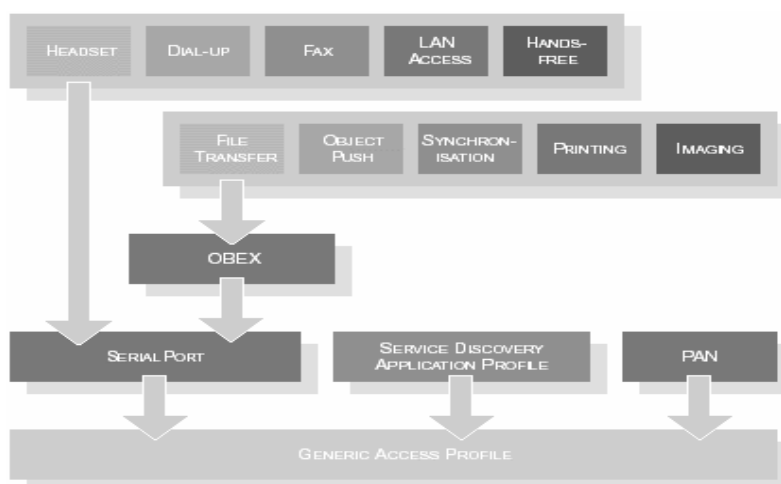 HEADSET
DIAL-UP
FAX
LAN
ACCESS
HANDS-
FREE
FILE
TRANSFER
OBJECT
PUSH
SYNCHRON-
ISATION
PRINTING
IMAGING
OBEX
SERIAL PORT
SERVICE DISCOVERY
APPLICATION PROFILE
PAN
GENERIC ACCESS PROFILE